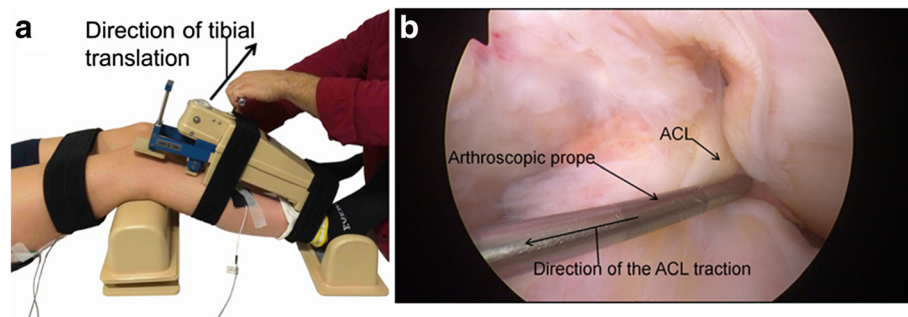 a
Direction of tibial
translation
b
ACL
Arthroscopic prope
Direction of the ACL traction